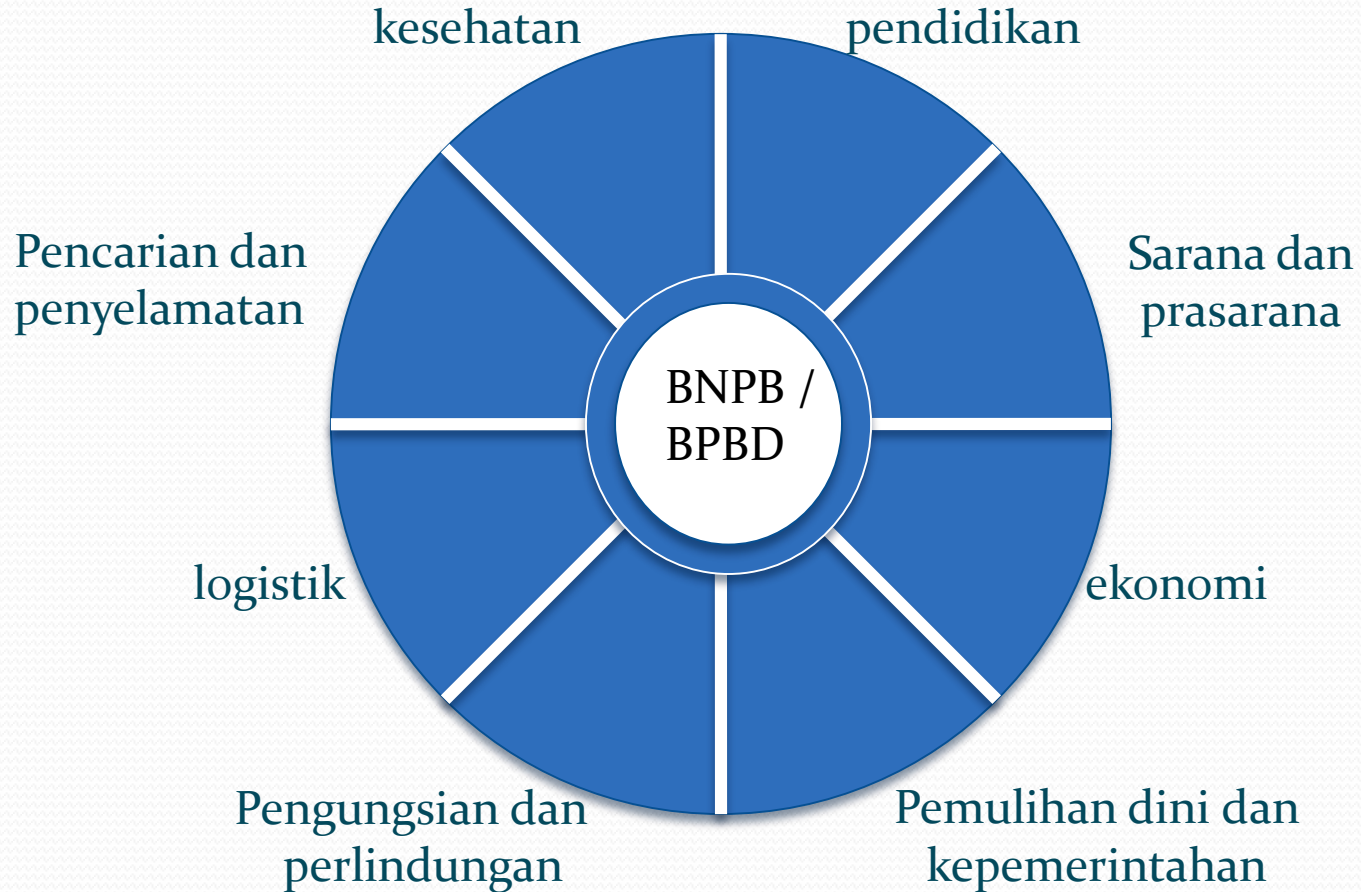 kesehatan
pendidikan
Pencarian dan
penyelamatan
Sarana dan
prasarana
BNPB /
BPBD
logistik
ekonomi
Pengungsian dan
perlindungan
Pemulihan dini dan
kepemerintahan